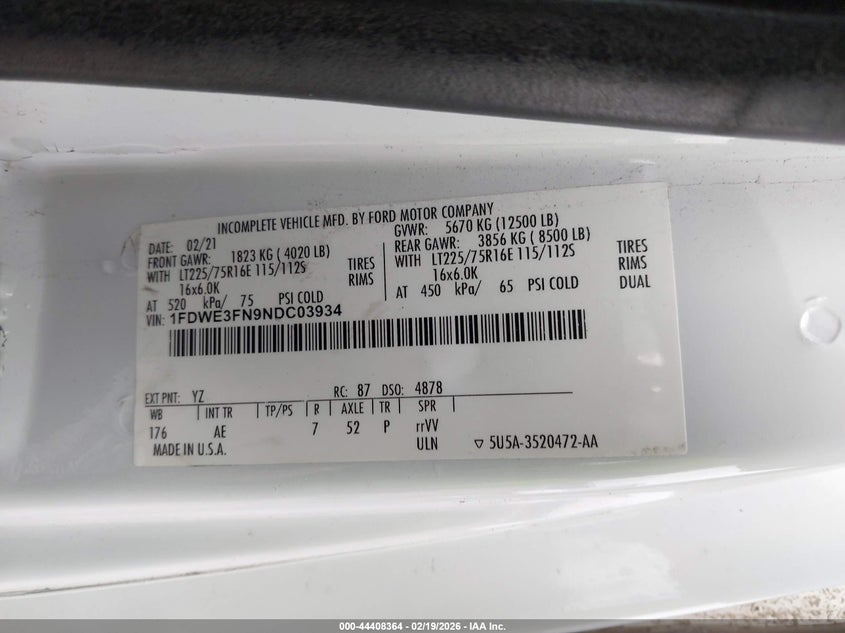 INCOMPLETE VEHICLE MFD. BY FORD MOTOR COMPANY
DATE: 02/21 GVWR: 5670 KG (12500 LB)
FRONT GAWR: 1823 KG ( 4020 LB) REAR GAWR: 3856 KG ( 8500 LB)
WITH LT225/75R16E 115/112S TIRES WITH LT225/75R16E 115/112S TIRES
16x6.0K RIMS 16x6.0K RIMS
AT 520 kPa/ 75 PSI COLD AT 450 kPa/ 65 PSI COLD DUAL
VIN: 1FDWE3FN9NDC03934
EXT PNT: YZ RC: 87 DSO: 4878
WB | INT TR | TP/PS | R | AXLE | TR | SPR |
176 AE 7 52 P rrVV
MADE IN U.S.A. ULN ▽ 5U5A-3520472-AA
000-44408364 | 02/19/2026 | IAA Inc.